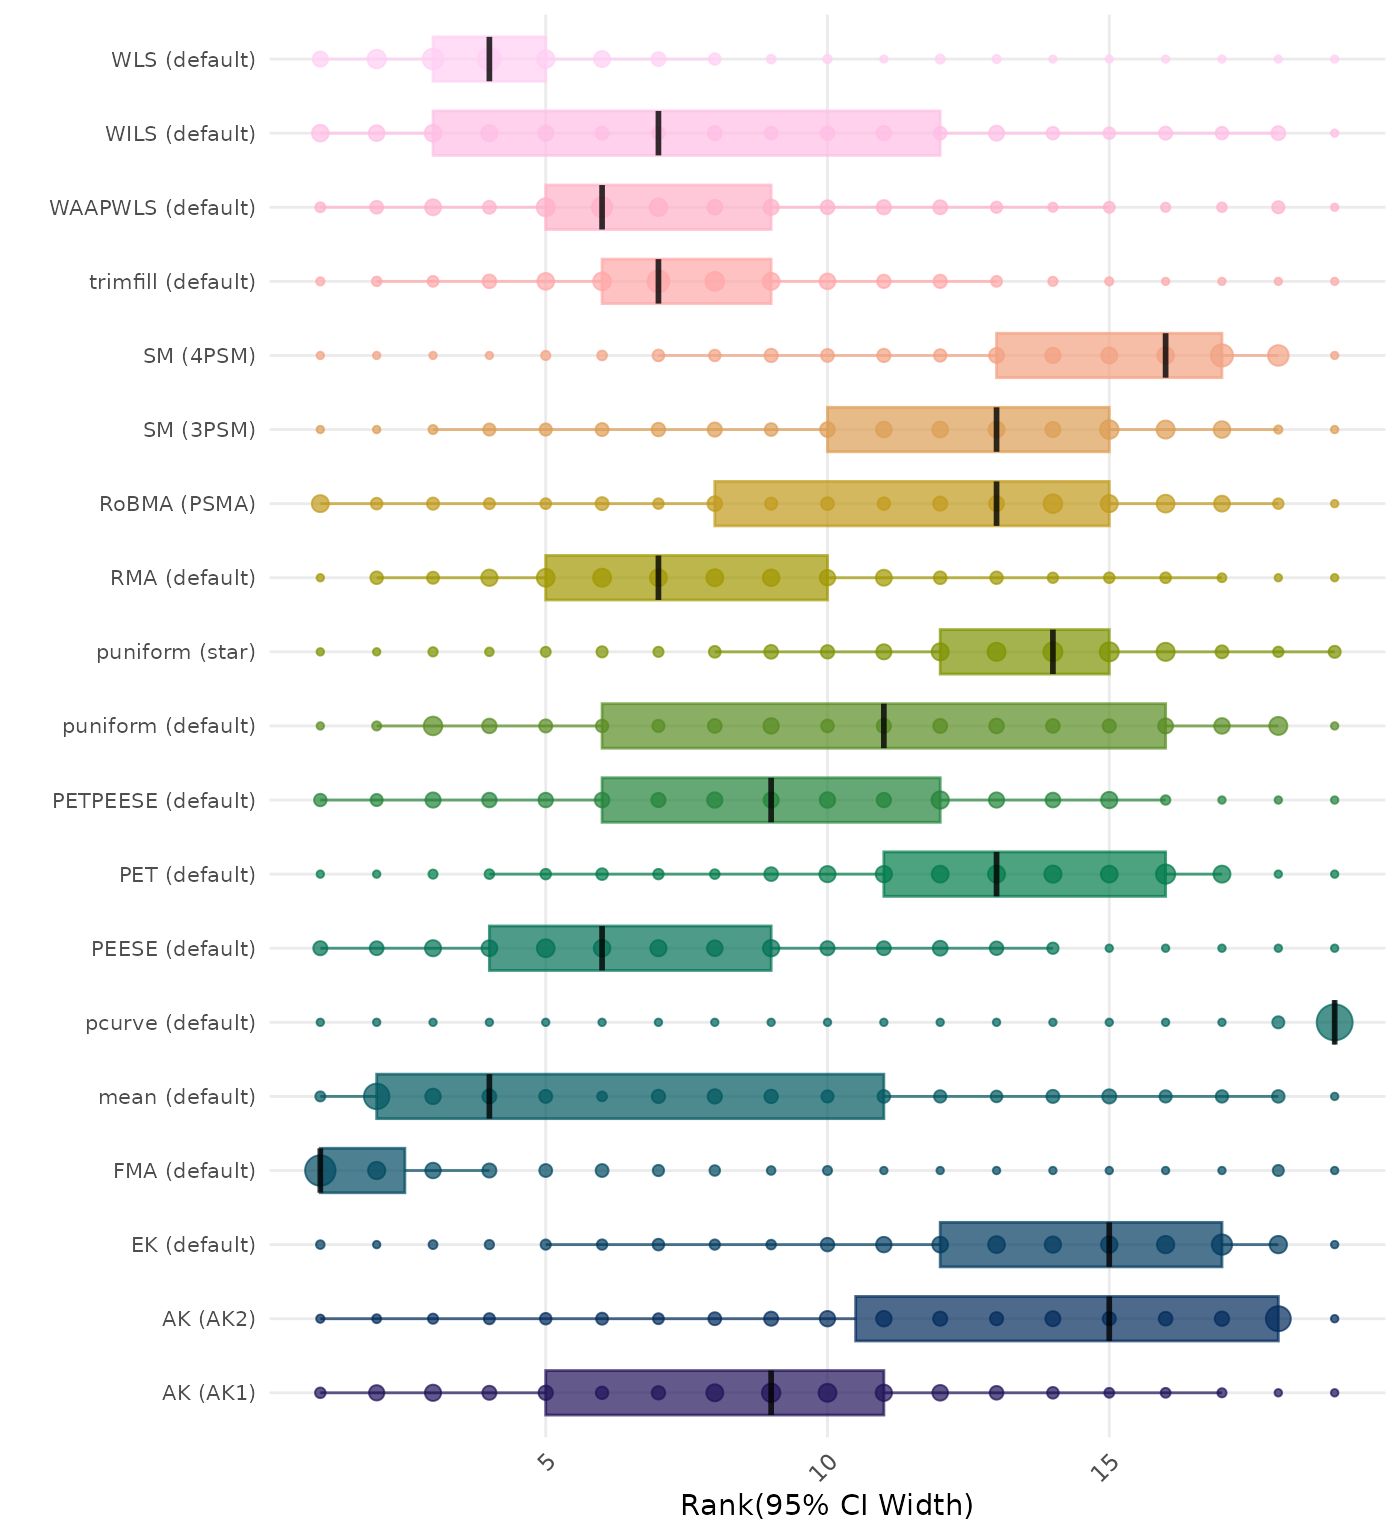 WLS (default)
WILS (default)
WAAPWLS (default)
trimfill (default)
SM (4PSM)
SM (3PSM)
RoBMA (PSMA)
RMA (default)
puniform (star)
puniform (default)
PETPEESE (default)
PET (default)
PEESE (default)
pcurve (default)
mean (default)
FMA (default)
EK (default)
AK (AK2)
AK (AK1)
5
10
15
Rank(95% CI Width)